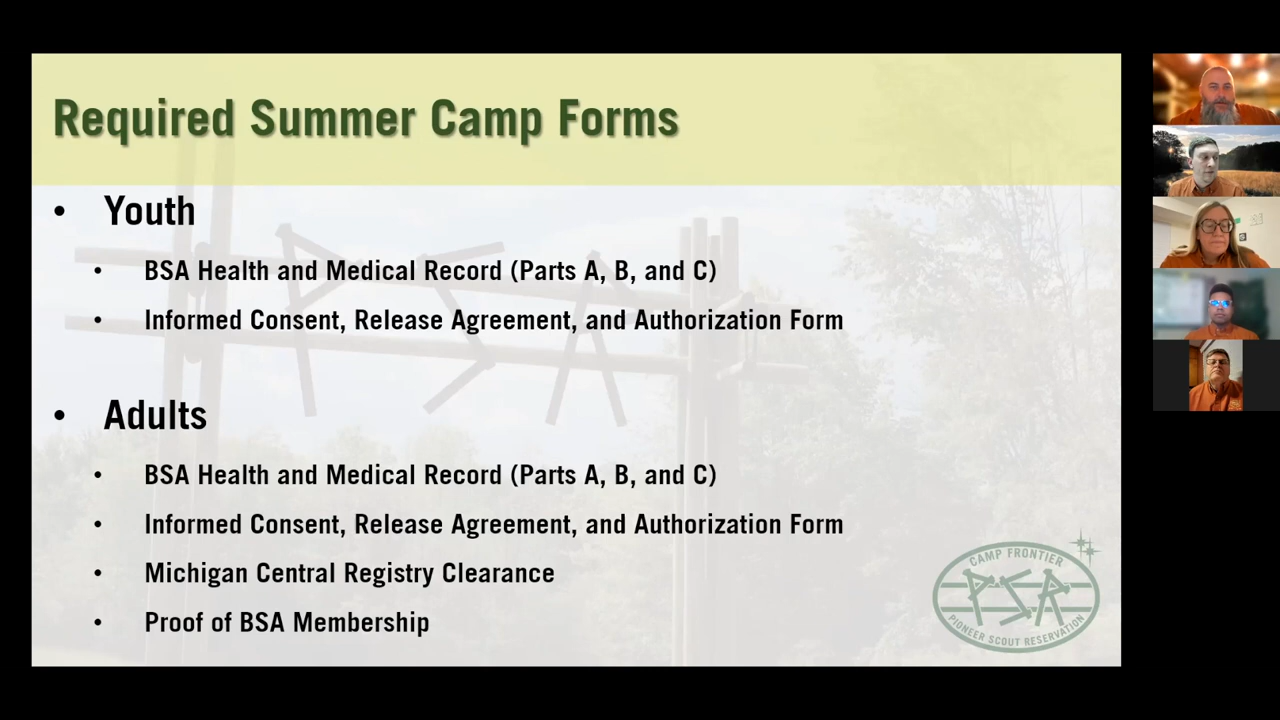 Required Summer Camp Forms
• Youth
• BSA Health and Medical Record (Parts A, B, and C)
• Informed Consent, Release Agreement, and Authorization Form
• Adults
• BSA Health and Medical Record (Parts A, B, and C)
• Informed Consent, Release Agreement, and Authorization Form
• Michigan Central Registry Clearance
• Proof of BSA Membership
CAMP FRONTIER
PSR
PIONEER SCOUT RESERVATION